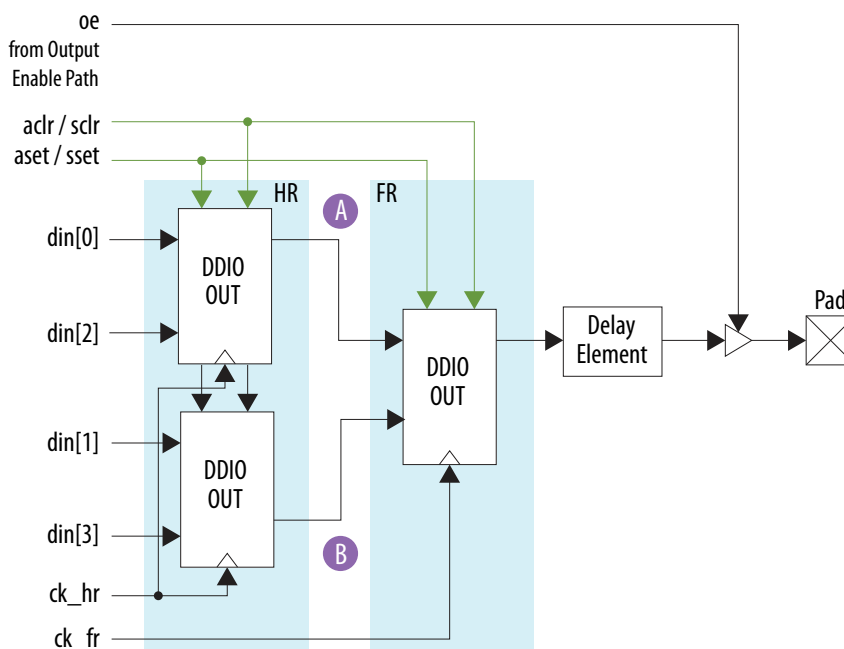 oe
from Output
Enable Path
aclr / sclr
aset / sset
HR
A
FR
din[0]
DDIO
OUT
din[2]
Delay
Element
Pad
DDIO
OUT
din[1]
DDIO
OUT
din[3]
B
ck_hr
ck_fr